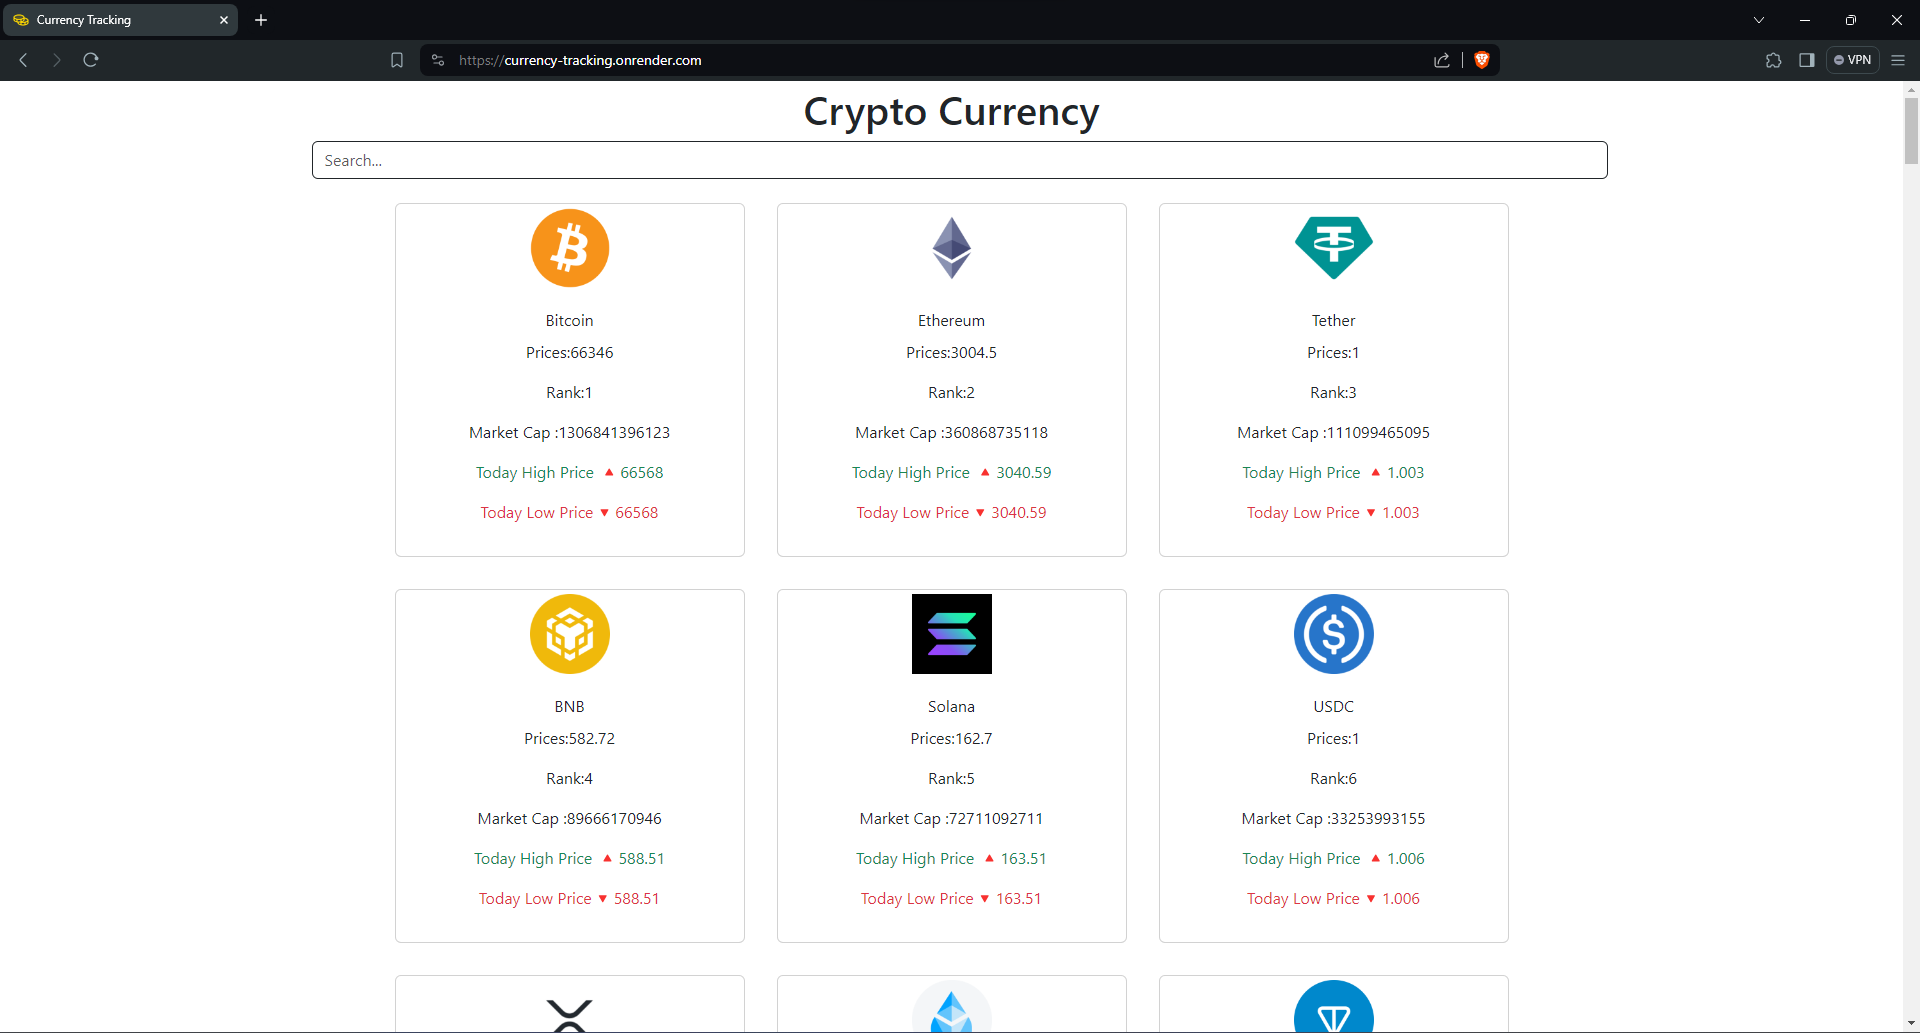 Currency Tracking
https://currency-tracking.onrender.com
VPN
Crypto Currency
Search...
Bitcoin
Prices:66346
Rank:1
Market Cap :1306841396123
Today High Price 🔺 66568
Today Low Price 🔻 66568
Ethereum
Prices:3004.5
Rank:2
Market Cap :360868735118
Today High Price 🔺 3040.59
Today Low Price 🔻 3040.59
Tether
Prices:1
Rank:3
Market Cap :111099465095
Today High Price 🔺 1.003
Today Low Price 🔻 1.003
BNB
Prices:582.72
Rank:4
Market Cap :89666170946
Today High Price 🔺 588.51
Today Low Price 🔻 588.51
Solana
Prices:162.7
Rank:5
Market Cap :72711092711
Today High Price 🔺 163.51
Today Low Price 🔻 163.51
USDC
Prices:1
Rank:6
Market Cap :33253993155
Today High Price 🔺 1.006
Today Low Price 🔻 1.006